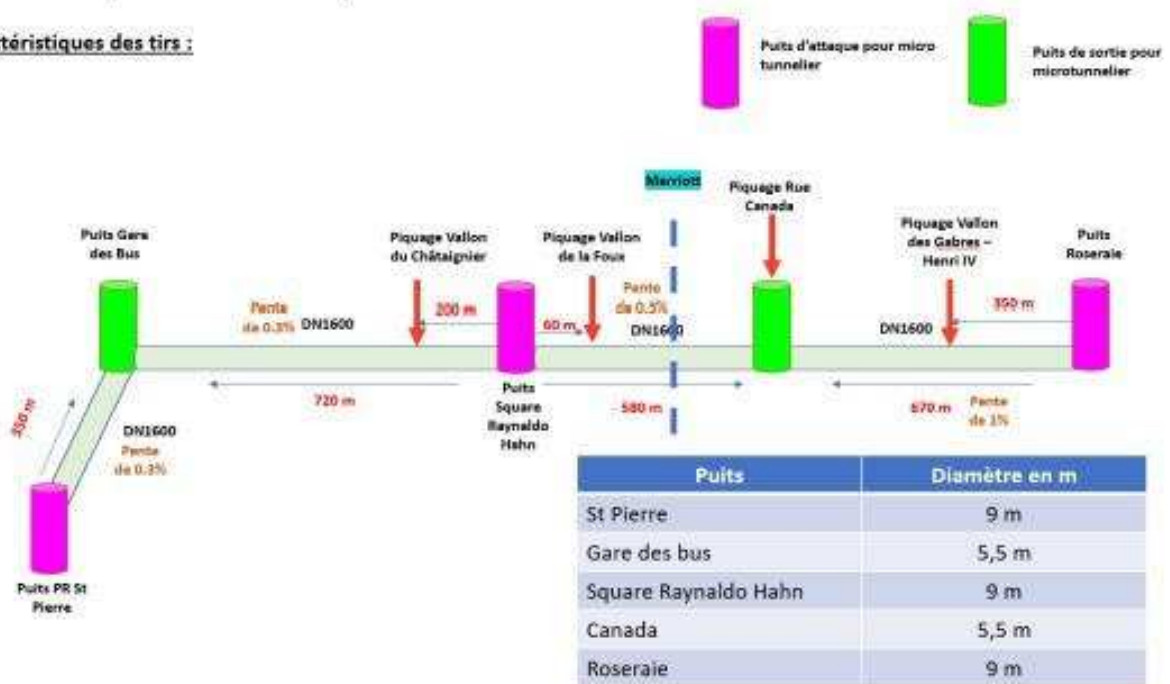 téristiques des tirs :
Puits d'attaque pour micro
tunnelier
Puits de sortie pour
microtunnelier
Marriott
Piquage Rue
Canada
Puits Gare
des Bus
Piquage Vallon
du Châtaignier
Piquage Vallon
de la Foux
Piquage Vallon
des Gabres –
Henri IV
Puits
Roseraie
Pente
de 0.3%
DN1600
200 m
60 m
Pente
de 0.3%
DN1600
DN1600
350 m
350 m
720 m
Puits
Square
Raynaldo
Hahn
580 m
670 m
Pente
de 1%
DN1600
Pente
de 0.3%
Puits PR St
Pierre
Puits Diamètre en m
St Pierre 9 m
Gare des bus 5,5 m
Square Raynaldo Hahn 9 m
Canada 5,5 m
Roseraie 9 m